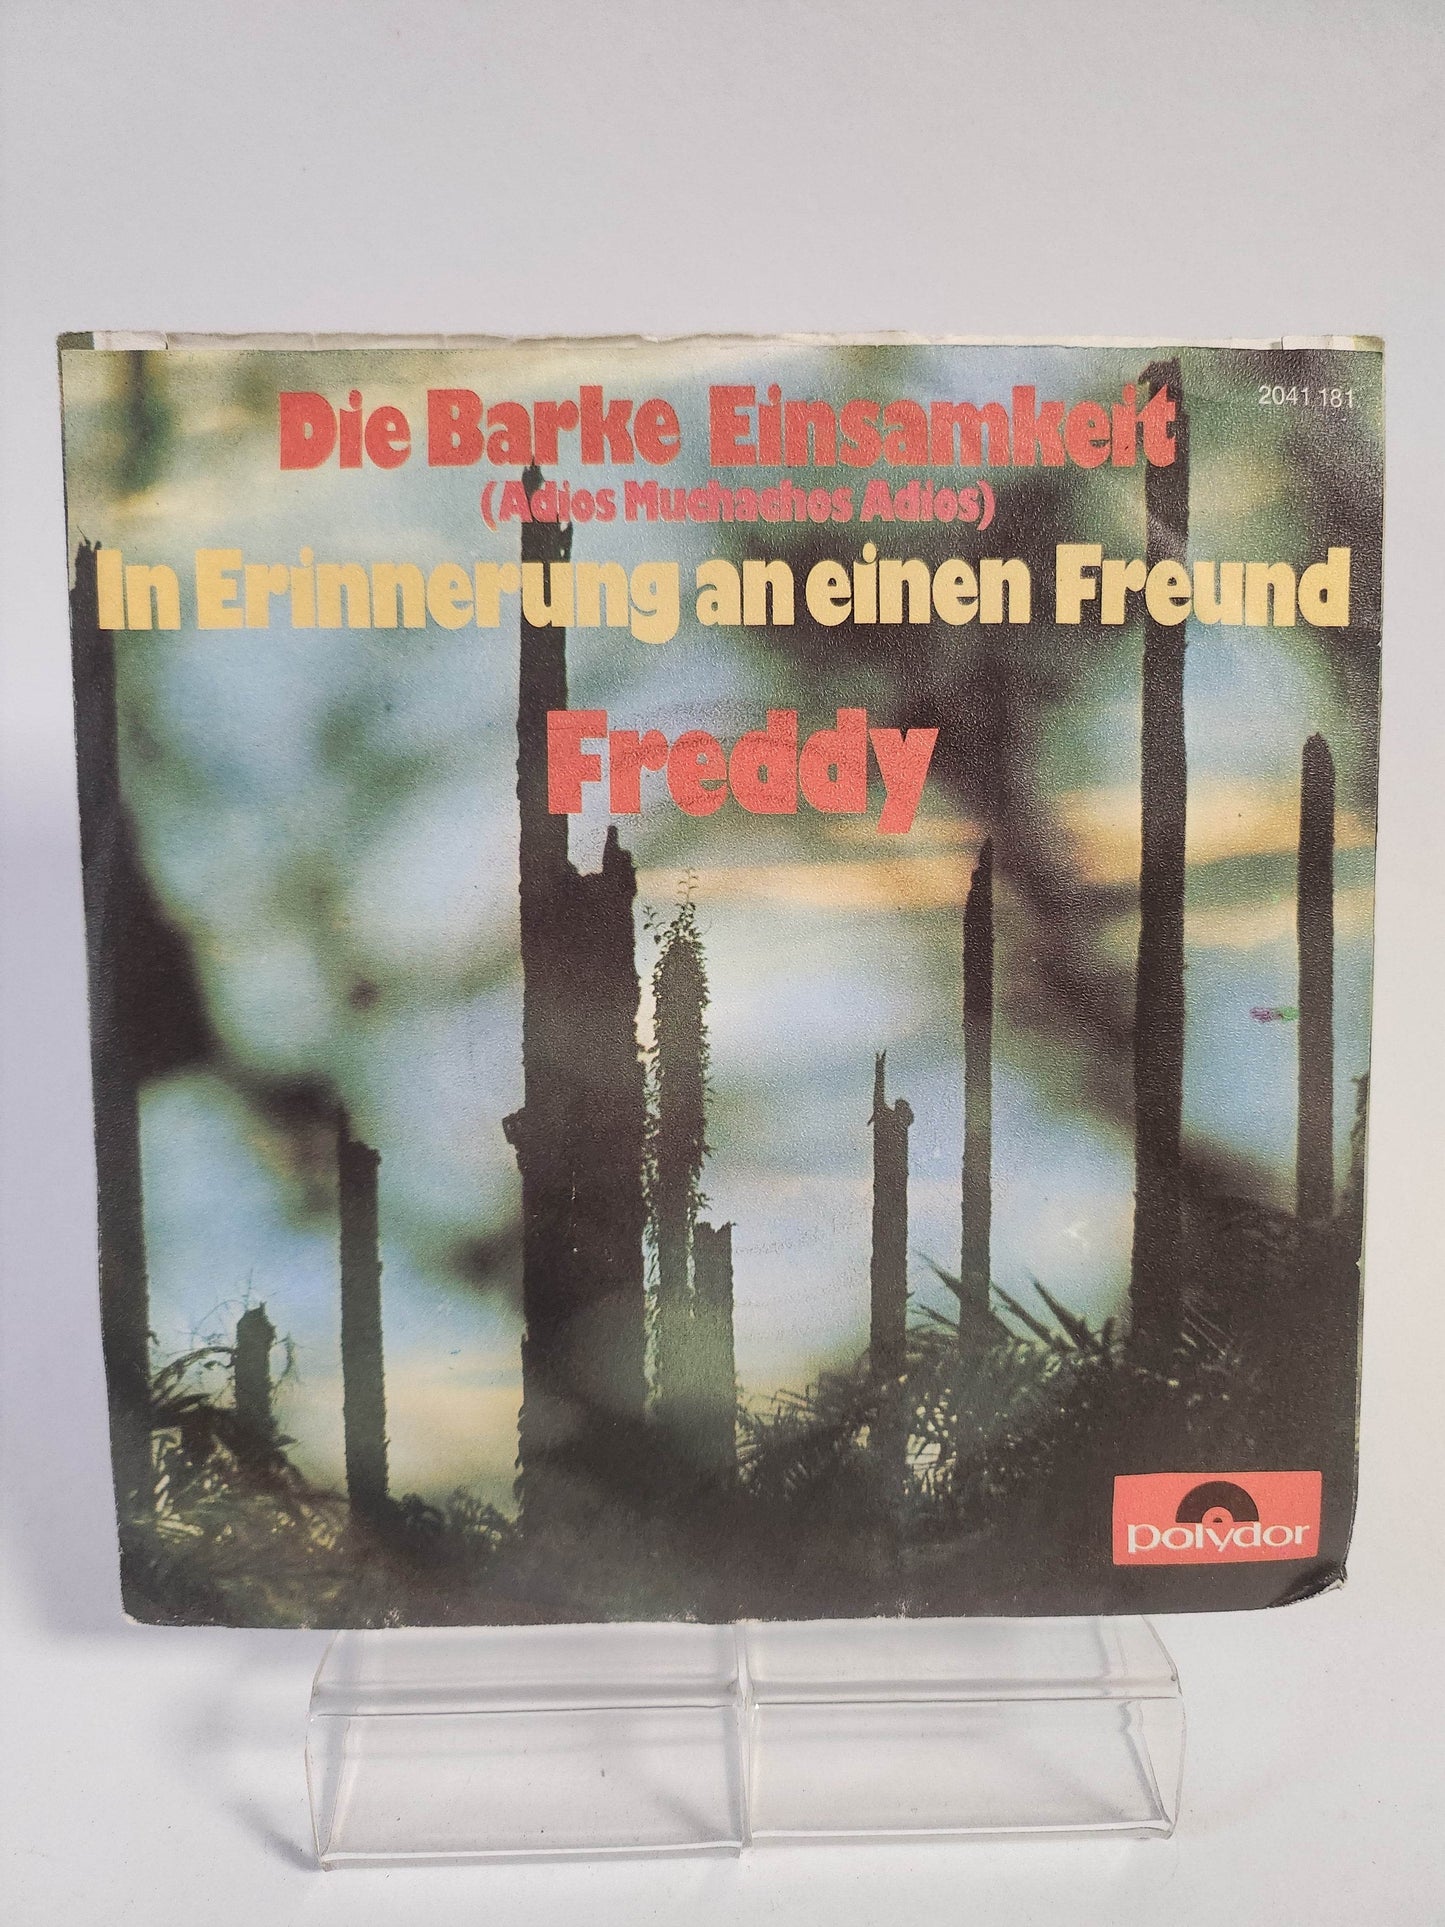 2041 181
Die Barke Einsamkeit
(Adios Muchachos Adios)
In Erinnerung an einen Freund
Freddy
polydor